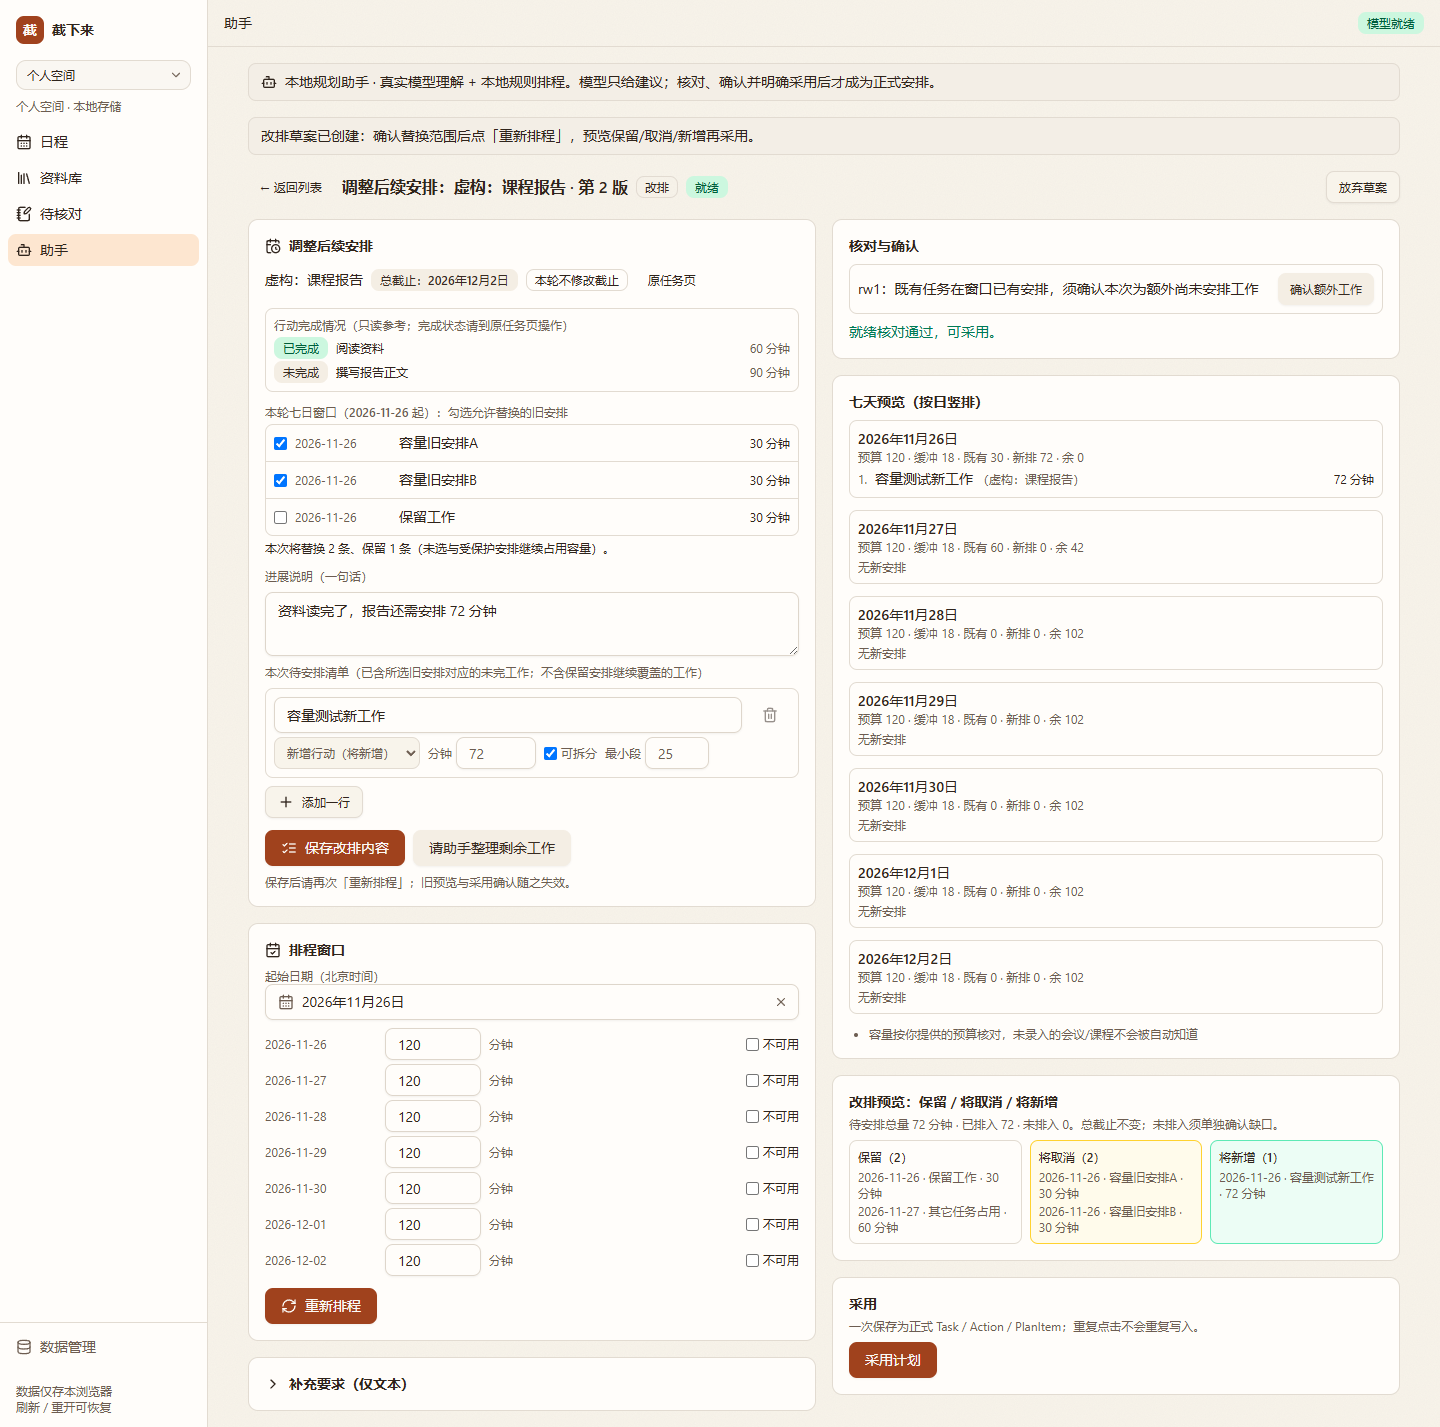 截
截下来
个人空间
个人空间 · 本地存储
日程
资料库
待核对
助手
数据管理
数据仅存本浏览器
刷新 / 重开可恢复
助手
模型就绪
本地规划助手 · 真实模型理解 + 本地规则排程。模型只给建议；核对、确认并明确采用后才成为正式安排。
改排草案已创建：确认替换范围后点「重新排程」，预览保留/取消/新增再采用。
← 返回列表
调整后续安排：虚构：课程报告 · 第 2 版
改排
就绪
放弃草案
调整后续安排
虚构：课程报告
总截止：2026年12月2日
本轮不修改截止
原任务页
行动完成情况（只读参考；完成状态请到原任务页操作）
已完成 阅读资料 60 分钟
未完成 撰写报告正文 90 分钟
本轮七日窗口（2026-11-26 起）：勾选允许替换的旧安排
2026-11-26 容量旧安排A 30 分钟
2026-11-26 容量旧安排B 30 分钟
2026-11-26 保留工作 30 分钟
本次将替换 2 条、保留 1 条（未选与受保护安排继续占用容量）。
进展说明（一句话）
资料读完了，报告还需安排 72 分钟
本次待安排清单（已含所选旧安排对应的未完工作；不含保留安排继续覆盖的工作）
容量测试新工作
新增行动（将新增） 分钟 72 可拆分 最小段 25
添加一行
保存改排内容
请助手整理剩余工作
保存后请再次「重新排程」；旧预览与采用确认随之失效。
排程窗口
起始日期（北京时间）
2026年11月26日
2026-11-26 120 分钟 不可用
2026-11-27 120 分钟 不可用
2026-11-28 120 分钟 不可用
2026-11-29 120 分钟 不可用
2026-11-30 120 分钟 不可用
2026-12-01 120 分钟 不可用
2026-12-02 120 分钟 不可用
重新排程
补充要求（仅文本）
核对与确认
rw1：既有任务在窗口已有安排，须确认本次为额外尚未安排工作
确认额外工作
就绪核对通过，可采用。
七天预览（按日竖排）
2026年11月26日
预算 120 · 缓冲 18 · 既有 30 · 新排 72 · 余 0
1. 容量测试新工作 （虚构：课程报告） 72 分钟
2026年11月27日
预算 120 · 缓冲 18 · 既有 60 · 新排 0 · 余 42
无新安排
2026年11月28日
预算 120 · 缓冲 18 · 既有 0 · 新排 0 · 余 102
无新安排
2026年11月29日
预算 120 · 缓冲 18 · 既有 0 · 新排 0 · 余 102
无新安排
2026年11月30日
预算 120 · 缓冲 18 · 既有 0 · 新排 0 · 余 102
无新安排
2026年12月1日
预算 120 · 缓冲 18 · 既有 0 · 新排 0 · 余 102
无新安排
2026年12月2日
预算 120 · 缓冲 18 · 既有 0 · 新排 0 · 余 102
无新安排
• 容量按你提供的预算核对，未录入的会议/课程不会被自动知道
改排预览：保留 / 将取消 / 将新增
待安排总量 72 分钟 · 已排入 72 · 未排入 0。总截止不变；未排入须单独确认缺口。
保留（2）
2026-11-26 · 保留工作 · 30
分钟
2026-11-27 · 其它任务占用 ·
60 分钟
将取消（2）
2026-11-26 · 容量旧安排A ·
30 分钟
2026-11-26 · 容量旧安排B ·
30 分钟
将新增（1）
2026-11-26 · 容量测试新工作
· 72 分钟
采用
一次保存为正式 Task / Action / PlanItem；重复点击不会重复写入。
采用计划